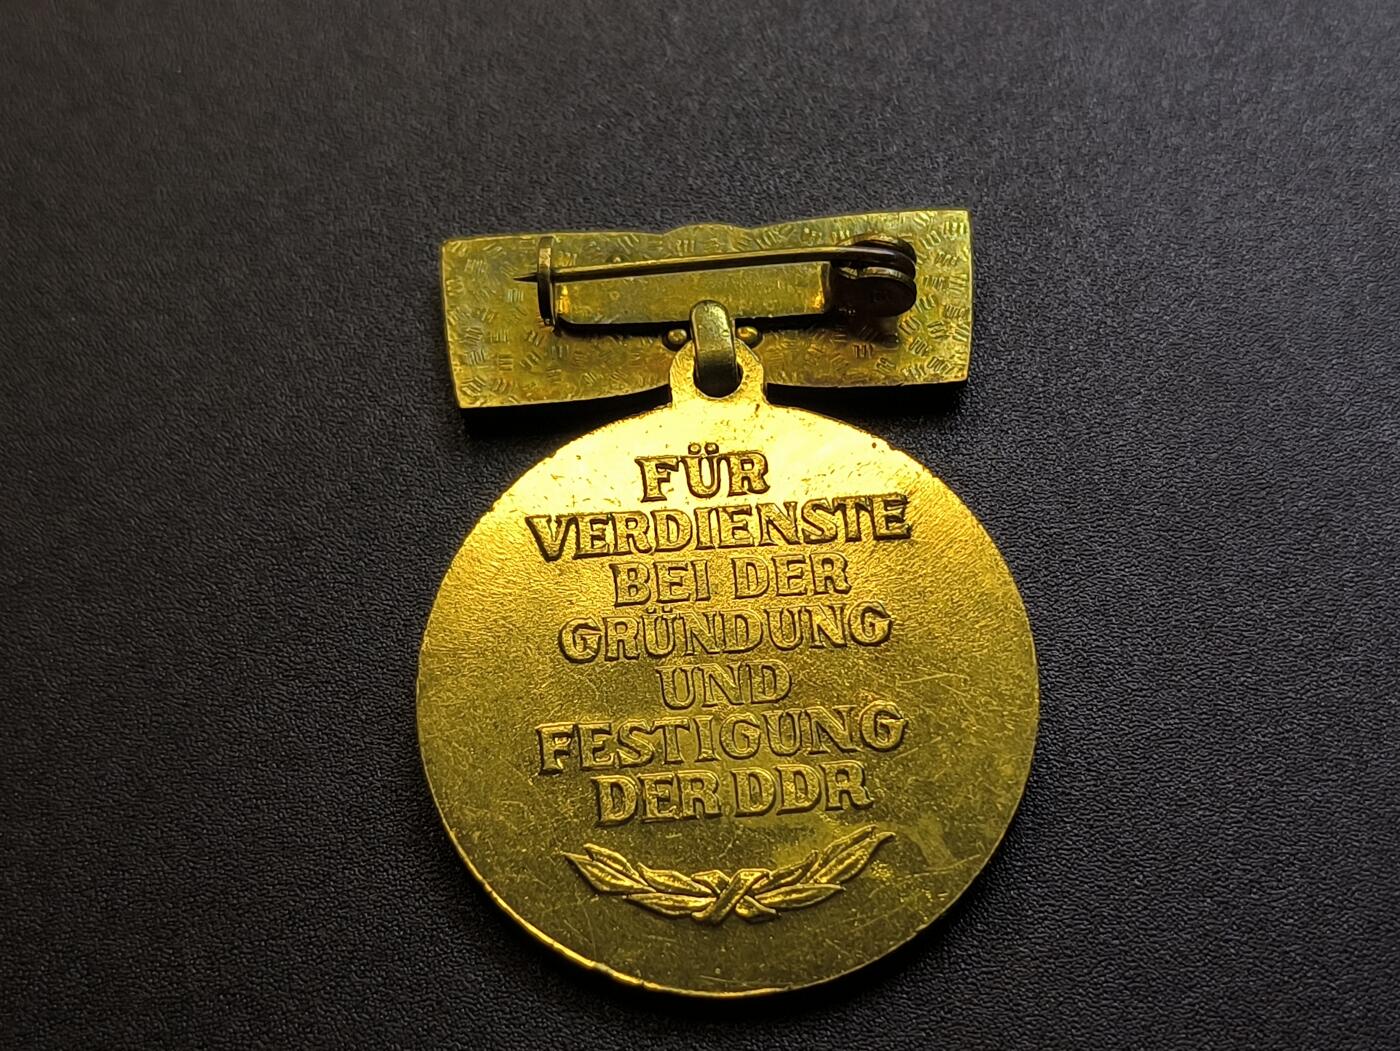 FÜR
VERDIENSTE
BEI DER
GRÜNDUNG
UND
FESTIGUNG
DER DDR